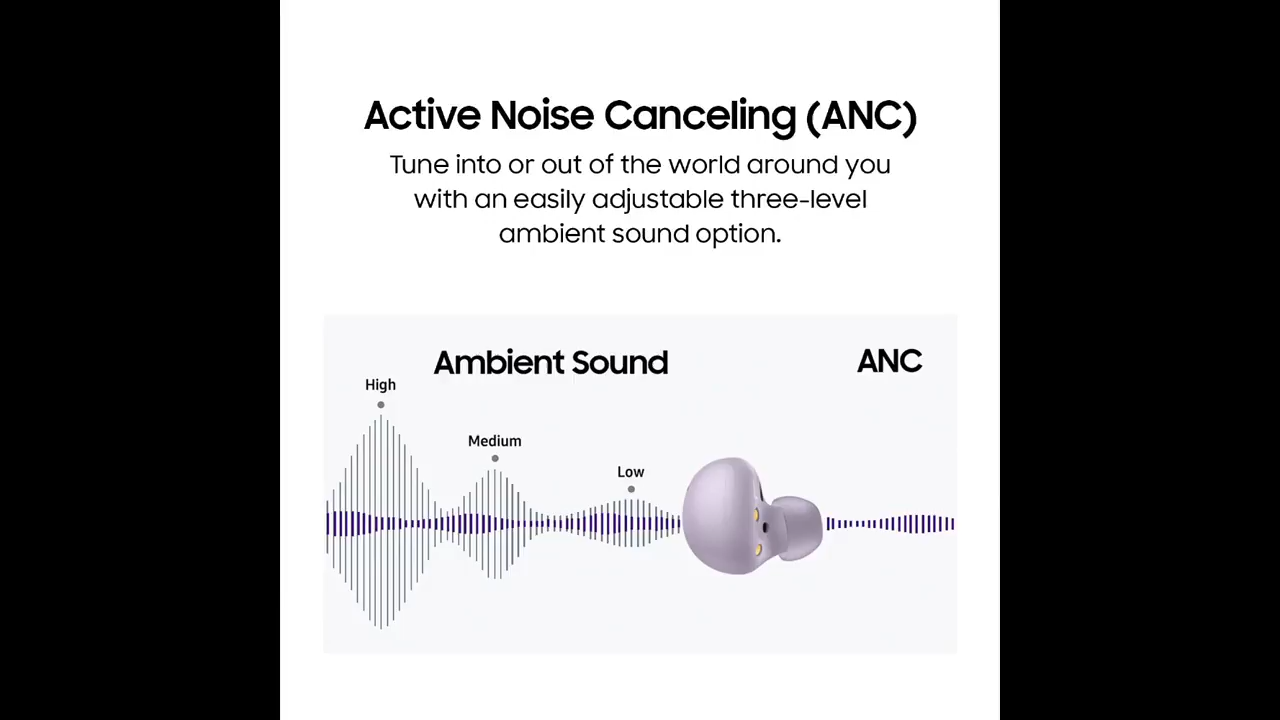 Active Noise Canceling (ANC)
Tune into or out of the world around you
with an easily adjustable three-level
ambient sound option.
Ambient Sound
ANC
High
Medium
Low